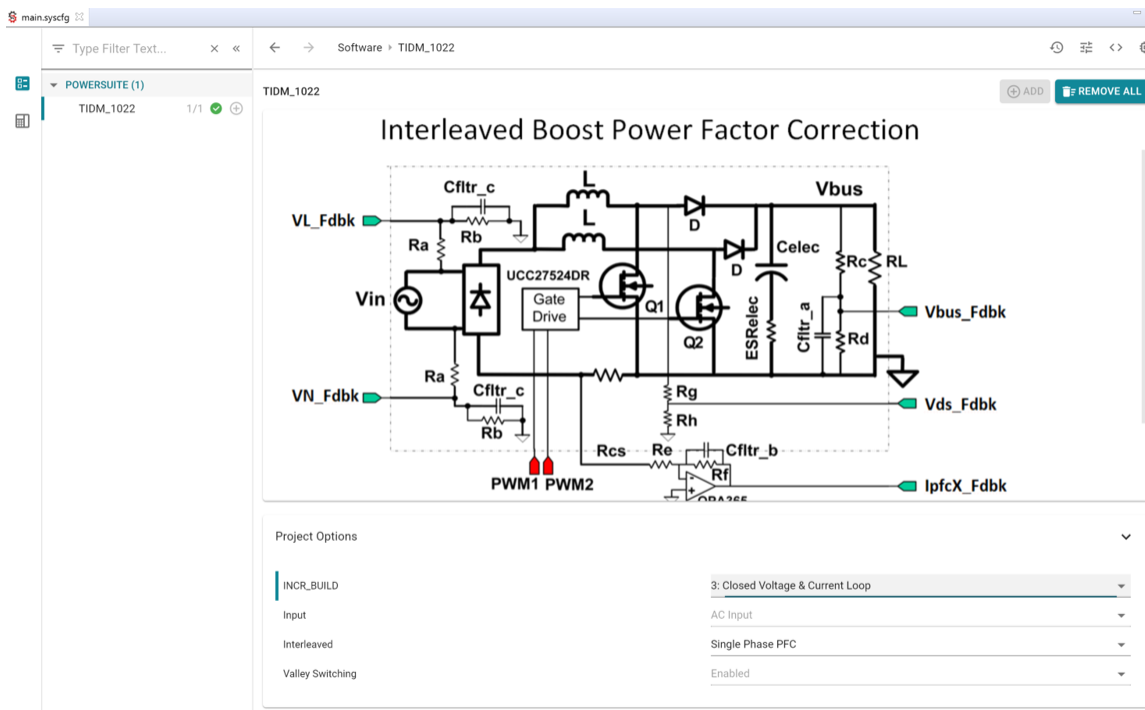 main.syscfg
Type Filter Text...
Software
TIDM_1022
POWERSUITE (1)
TIDM_1022
1/1
TIDM_1022
ADD
REMOVE ALL
Interleaved Boost Power Factor Correction
Cfltr_c
L
Vbus
VL_Fdbk
Ra
Rb
L
D
Celec
D
Rc
RL
UCC27524DR
Vin
Gate
Drive
Q1
Q2
ESRelec
Cfltr_a
Rd
Vbus_Fdbk
Ra
Cfltr_c
VN_Fdbk
Rb
Rg
Rh
Vds_Fdbk
Rcs
Re
Cfltr_b
Rf
PWM1 PWM2
IpfcX_Fdbk
Project Options
INCR_BUILD
3: Closed Voltage & Current Loop
Input
AC Input
Interleaved
Single Phase PFC
Valley Switching
Enabled